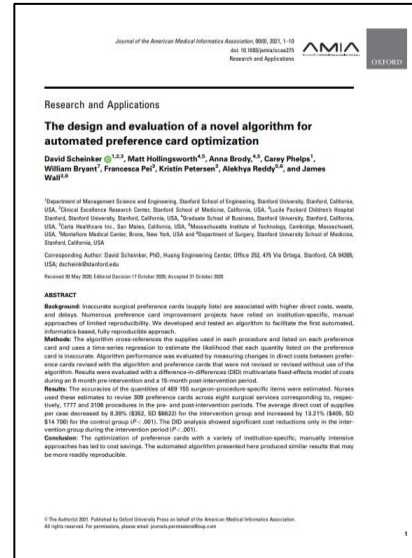 Journal of the American Medical Informatics Association, 00(0), 2021, 1–10
doi: 10.1093/jamia/ocaa275
Research and Applications
AMIA
OXFORD
Research and Applications
The design and evaluation of a novel algorithm for
automated preference card optimization
David Scheinker 1,2,3, Matt Hollingsworth4,5, Anna Brody,4,5, Carey Phelps1,
William Bryant7, Francesca Pei3, Kristin Petersen3, Alekhya Reddy5,6, and James
Wall3,8
1Department of Management Science and Engineering, Stanford School of Engineering, Stanford University, Stanford, California,
USA, 2Clinical Excellence Research Center, Stanford School of Medicine, California, USA, 3Lucile Packard Children's Hospital
Stanford, Stanford University, Stanford, California, USA, 4Graduate School of Business, Stanford University, Stanford, California,
USA, 5Carta Healthcare Inc., San Mateo, California, USA, 6Massachusetts Institute of Technology, Cambridge, Massachusetts,
USA, 7Montefiore Medical Center, Bronx, New York, USA and 8Department of Surgery, Stanford University School of Medicine,
Stanford, California, USA
Corresponding Author: David Scheinker, PhD, Huang Engineering Center, Office 252, 475 Via Ortega, Stanford, CA 94305,
USA; dscheink@stanford.edu
Received 30 May 2020; Editorial Decision 17 October 2020; Accepted 21 October 2020
ABSTRACT
Background: Inaccurate surgical preference cards (supply lists) are associated with higher direct costs, waste,
and delays. Numerous preference card improvement projects have relied on institution-specific, manual
approaches of limited reproducibility. We developed and tested an algorithm to facilitate the first automated,
informatics-based, fully reproducible approach.
Methods: The algorithm cross-references the supplies used in each procedure and listed on each preference
card and uses a time-series regression to estimate the likelihood that each quantity listed on the preference
card is inaccurate. Algorithm performance was evaluated by measuring changes in direct costs between prefer-
ence cards revised with the algorithm and preference cards that were not revised or revised without use of the
algorithm. Results were evaluated with a difference-in-differences (DID) multivariate fixed-effects model of costs
during an 8-month pre-intervention and a 15-month post-intervention period.
Results: The accuracies of the quantities of 469 155 surgeon-procedure-specific items were estimated. Nurses
used these estimates to revise 309 preference cards across eight surgical services corresponding to, respec-
tively, 1777 and 3106 procedures in the pre- and post-intervention periods. The average direct cost of supplies
per case decreased by 8.38% ($352, SD $6622) for the intervention group and increased by 13.21% ($405, SD
$14 706) for the control group (P < .001). The DID analysis showed significant cost reductions only in the inter-
vention group during the intervention period (P < .001).
Conclusion: The optimization of preference cards with a variety of institution-specific, manually intensive
approaches has led to cost savings. The automated algorithm presented here produced similar results that may
be more readily reproducible.
© The Author(s) 2021. Published by Oxford University Press on behalf of the American Medical Informatics Association.
All rights reserved. For permissions, please email: journals.permissions@oup.com
1